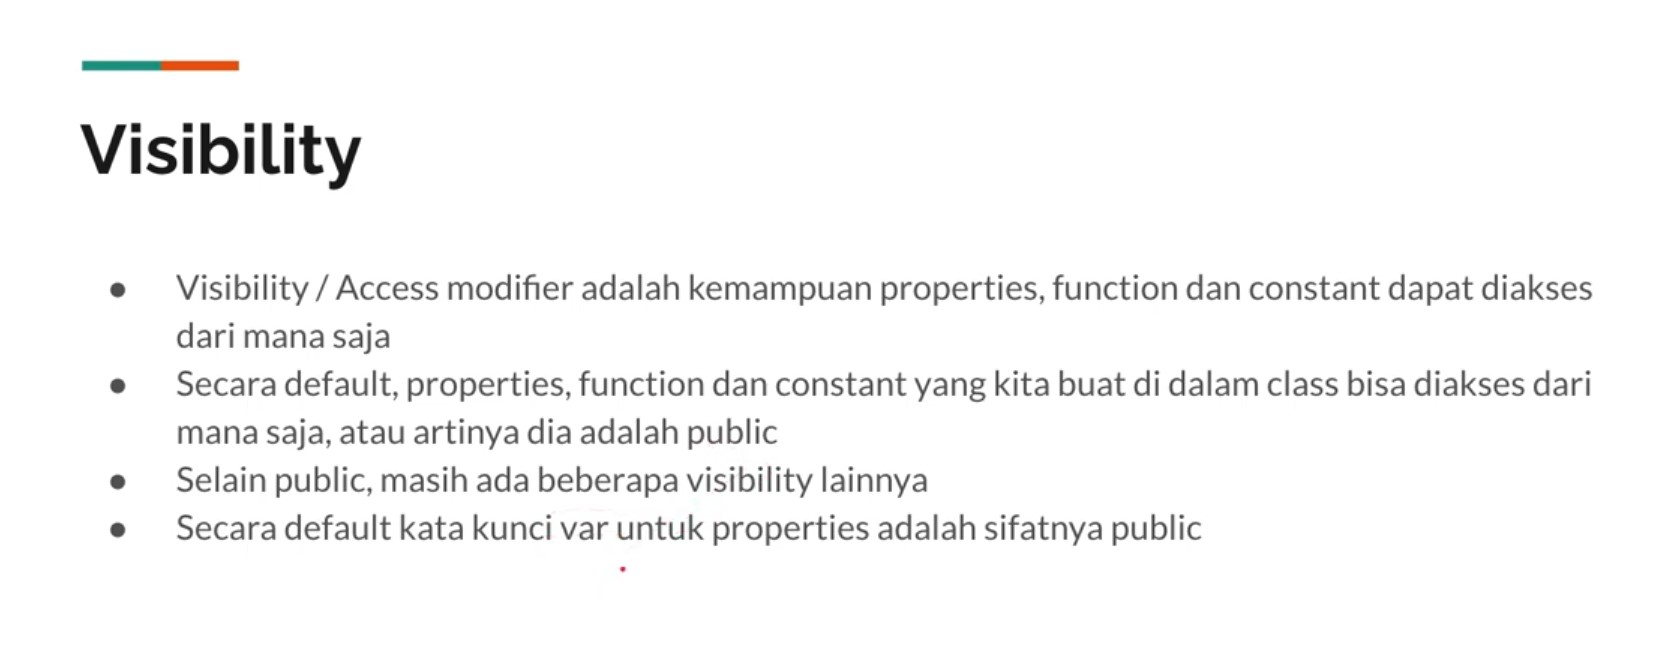 Visibility
● Visibility / Access modifier adalah kemampuan properties, function dan constant dapat diakses
dari mana saja
● Secara default, properties, function dan constant yang kita buat di dalam class bisa diakses dari
mana saja, atau artinya dia adalah public
● Selain public, masih ada beberapa visibility lainnya
● Secara default kata kunci var untuk properties adalah sifatnya public